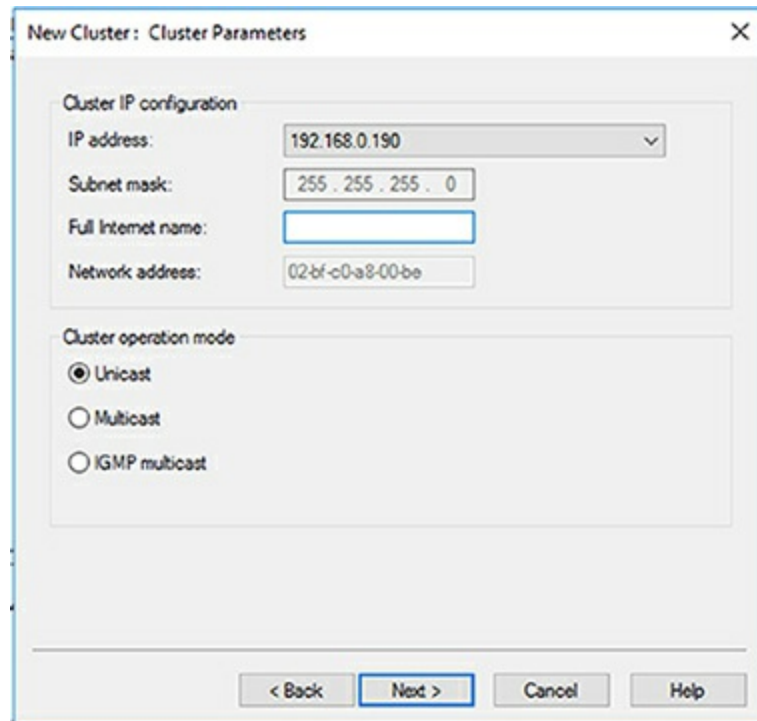 New Cluster : Cluster Parameters
Cluster IP configuration
IP address: 192.168.0.190
Subnet mask: 255 . 255 . 255 . 0
Full Internet name:
Network address: 02-bf-c0-a8-00-be
Cluster operation mode
Unicast
Multicast
IGMP multicast
< Back Next > Cancel Help